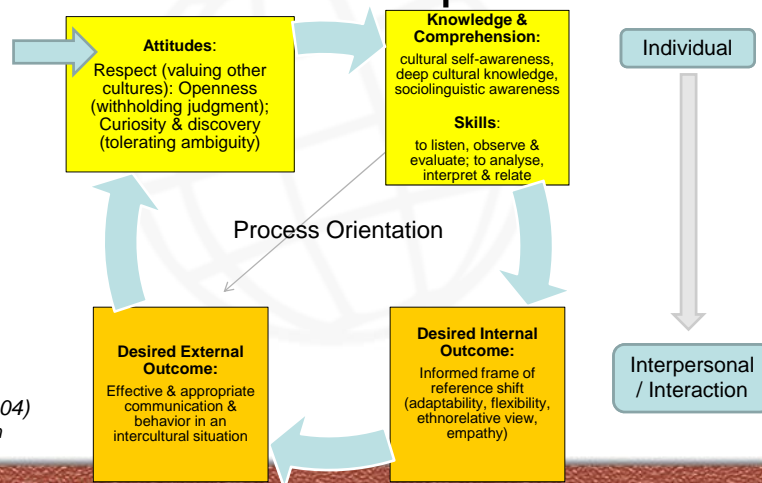 Attitudes:
Respect (valuing other
cultures): Openness
(withholding judgment);
Curiosity & discovery
(tolerating ambiguity)
Knowledge &
Comprehension:
cultural self-awareness,
deep cultural knowledge,
sociolinguistic awareness
Skills:
to listen, observe &
evaluate; to analyse,
interpret & relate
Individual
Process Orientation
Desired External
Outcome:
Effective & appropriate
communication &
behavior in an
intercultural situation
Desired Internal
Outcome:
Informed frame of
reference shift
(adaptability, flexibility,
ethnorelative view,
empathy)
Interpersonal
/ Interaction
04)